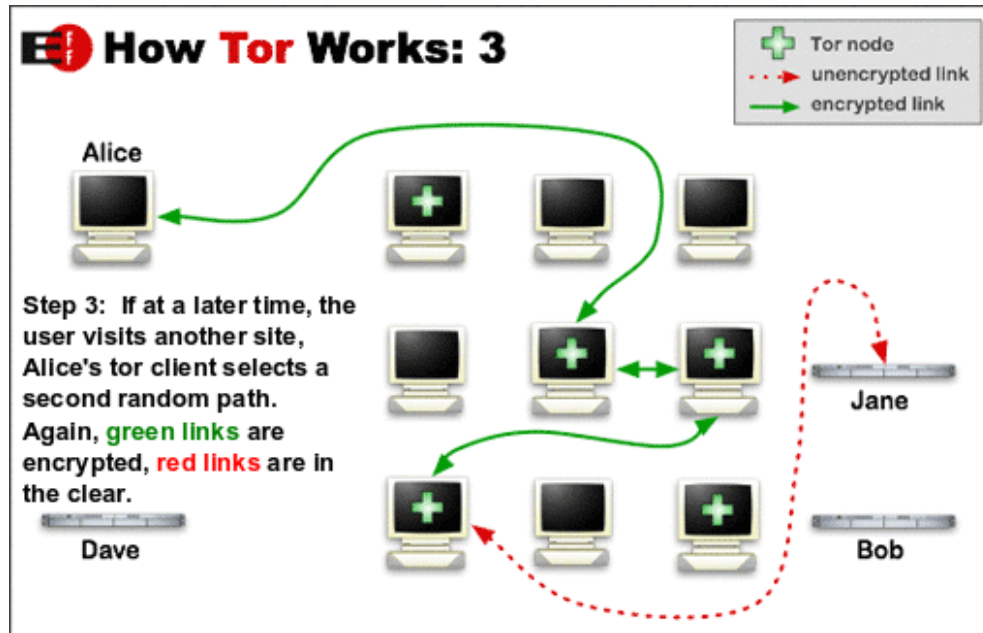 EFF How Tor Works: 3
Tor node
unencrypted link
encrypted link
Alice
Step 3: If at a later time, the
user visits another site,
Alice's tor client selects a
second random path.
Again, green links are
encrypted, red links are in
the clear.
Jane
Dave
Bob